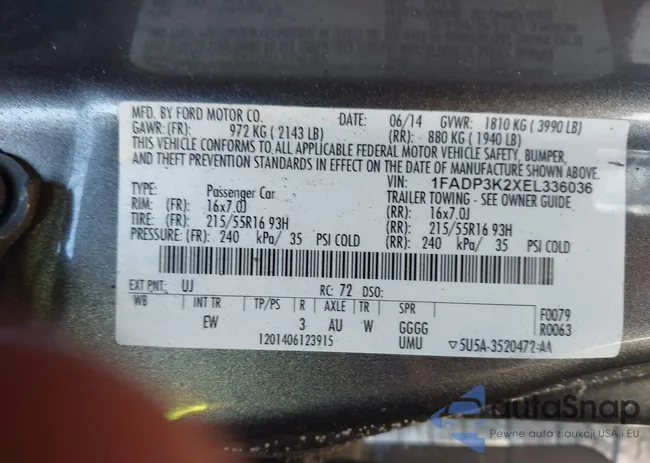 MFD. BY FORD MOTOR CO. DATE: 06/14 GVWR: 1810 KG ( 3990 LB)
GAWR: (FR): 972 KG ( 2143 LB) (RR): 880 KG ( 1940 LB)
THIS VEHICLE CONFORMS TO ALL APPLICABLE FEDERAL MOTOR VEHICLE SAFETY, BUMPER,
AND THEFT PREVENTION STANDARDS IN EFFECT ON THE DATE OF MANUFACTURE SHOWN ABOVE.
VIN: 1FADP3K2XEL336036
TYPE: Passenger Car TRAILER TOWING - SEE OWNER GUIDE
RIM: (FR): 16x7.0J (RR): 16x7.0J
TIRE: (FR): 215/55R16 93H (RR): 215/55R16 93H
PRESSURE: (FR): 240 kPa/ 35 PSI COLD (RR): 240 kPa/ 35 PSI COLD
EXT PNT: UJ RC: 72 DSO:
WB INT TR TP/PS R AXLE TR SPR F0079
EW 3 AU W GGGG R0063
1201406123915 UMU ▽5U5A-3520472-AA
autoSnap
Pewne auta z aukcji USA i EU